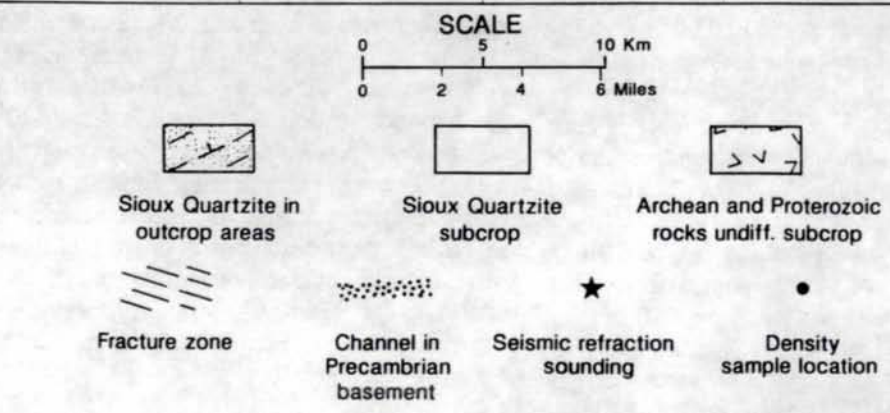 SCALE
0 5 10 Km
0 2 4 6 Miles
Sioux Quartzite in
outcrop areas
Sioux Quartzite
subcrop
Archean and Proterozoic
rocks undiff. subcrop
Fracture zone
Channel in
Precambrian
basement
Seismic refraction
sounding
Density
sample location